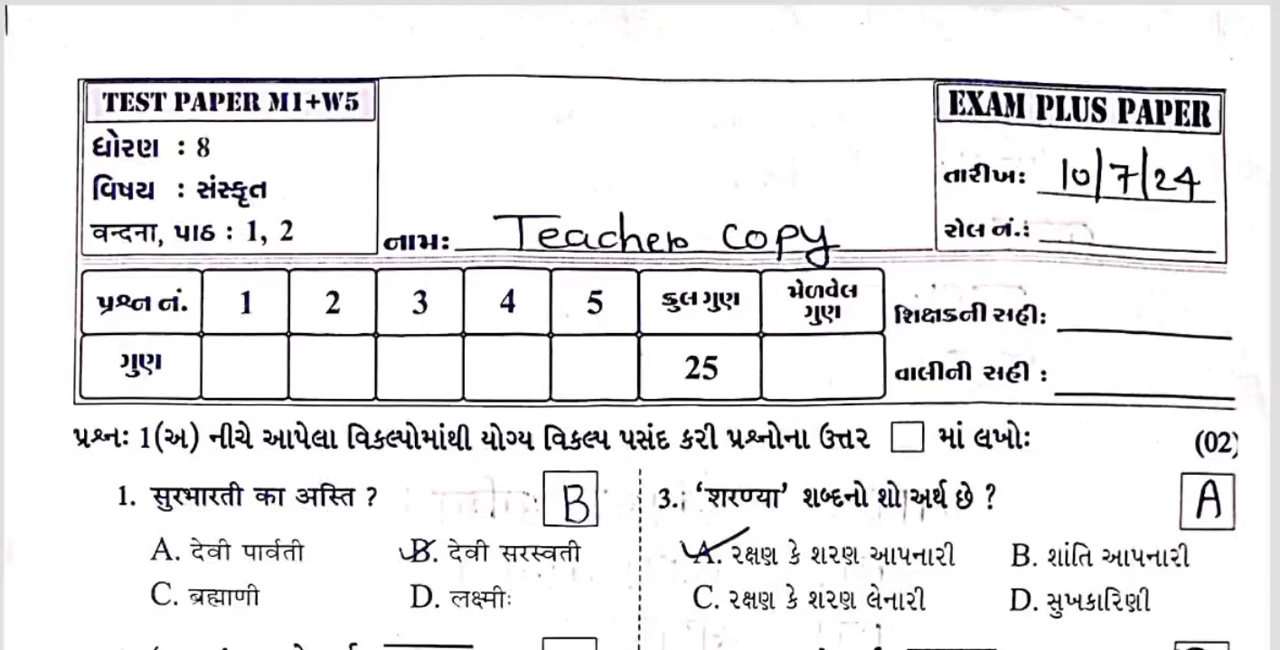 TEST PAPER M1+W5
ધોરણ : 8
વિષય : સંસ્કૃત
वन्दना, પાઠ : 1, 2
નામ: Teacher copy
EXAM PLUS PAPER
તારીખ: 10/7/24
રોલ નં.:
પ્રશ્ન નં. 1 2 3 4 5 કુલ ગુણ મેળવેલ ગુણ
ગુણ 25
શિક્ષકની સહી:
વાલીની સહી :
પ્રશ્ન: 1(અ) નીચે આપેલા વિકલ્પોમાંથી યોગ્ય વિકલ્પ પસંદ કરી પ્રશ્નોના ઉત્તર માં લખો: (02)
1. सुरभारती का अस्ति ? B
A. देवी पार्वती B. देवी सरस्वती
C. ब्रह्माणी D. लक्ष्मीः
3. ‘शरण्या’ શબ્દનો શો અર્થ છે ? A
A. રક્ષણ કે શરણ આપનારી B. શાંતિ આપનારી
C. રક્ષણ કે શરણ લેનારી D. સુખકારિણી